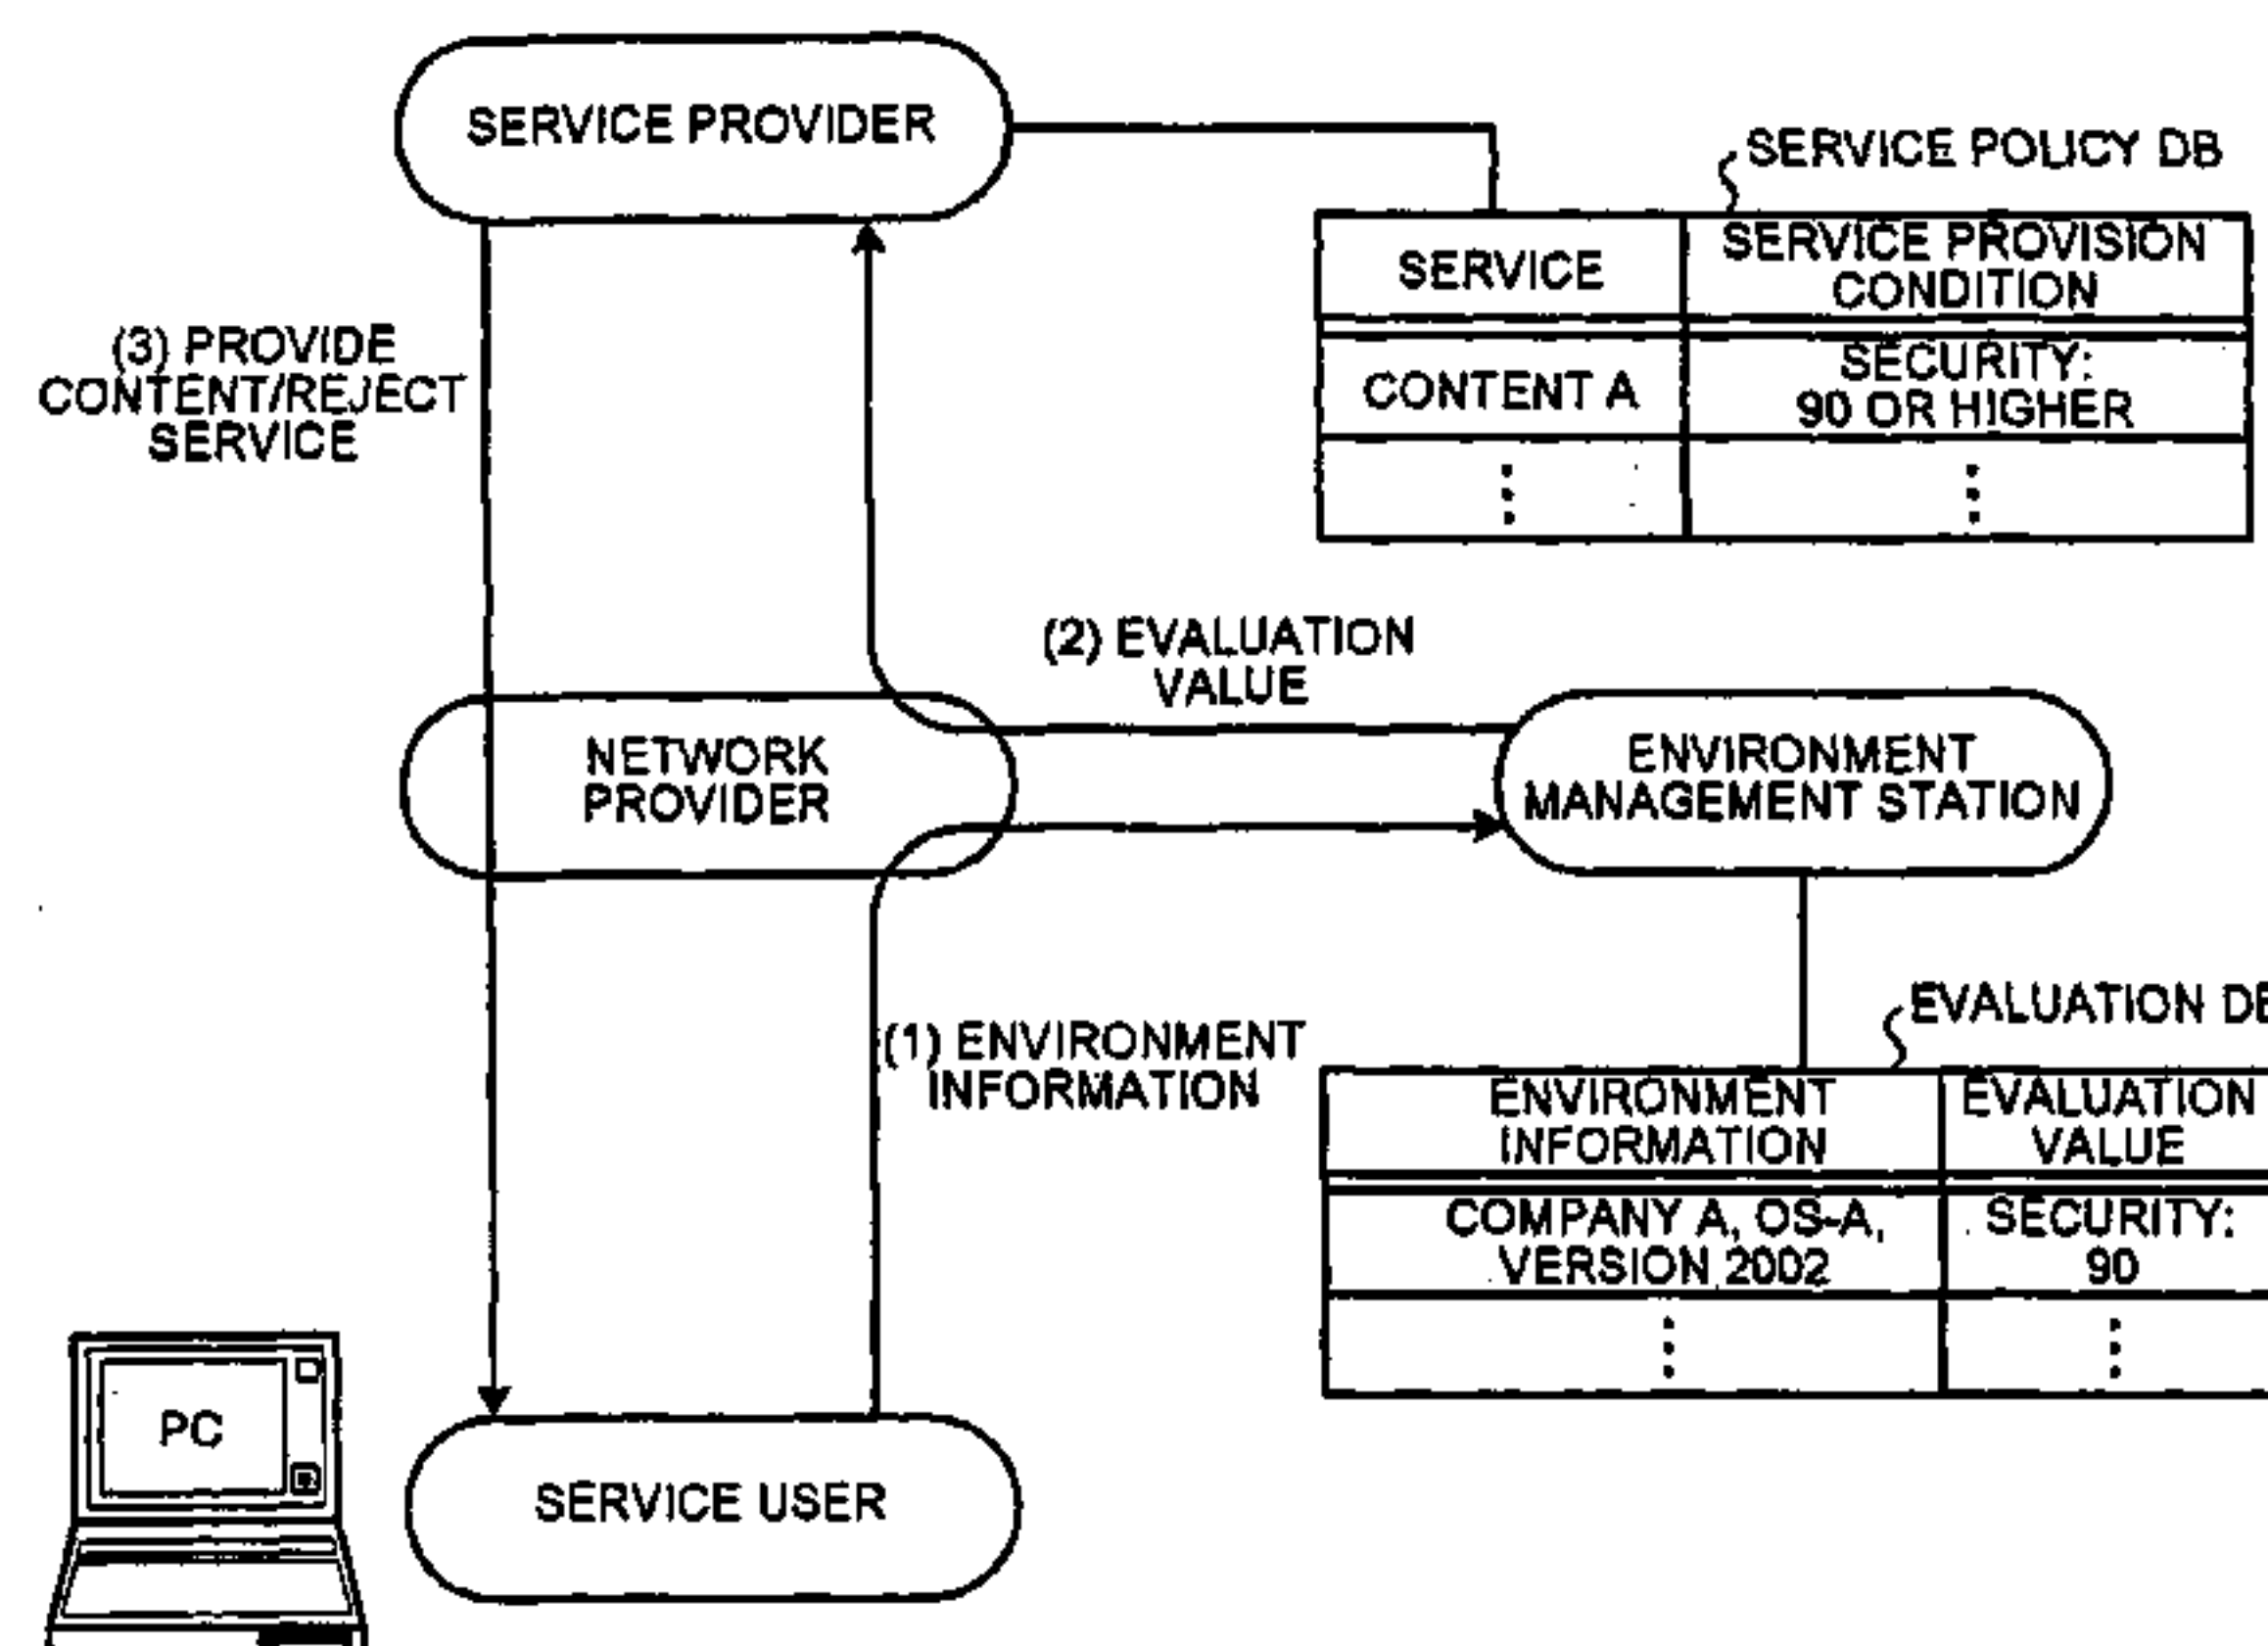 SERVICE PROVIDER
SERVICE POLICY DB
SERVICE
SERVICE PROVISION
CONDITION
CONTENT A
SECURITY:
90 OR HIGHER
(3) PROVIDE
CONTENT/REJECT
SERVICE
(2) EVALUATION
VALUE
NETWORK
PROVIDER
ENVIRONMENT
MANAGEMENT STATION
(1) ENVIRONMENT
INFORMATION
EVALUATION
ENVIRONMENT
INFORMATION
EVALUATION
VALUE
COMPANY A, OS-A,
VERSION 2002
SECURITY:
90
PC
SERVICE USER